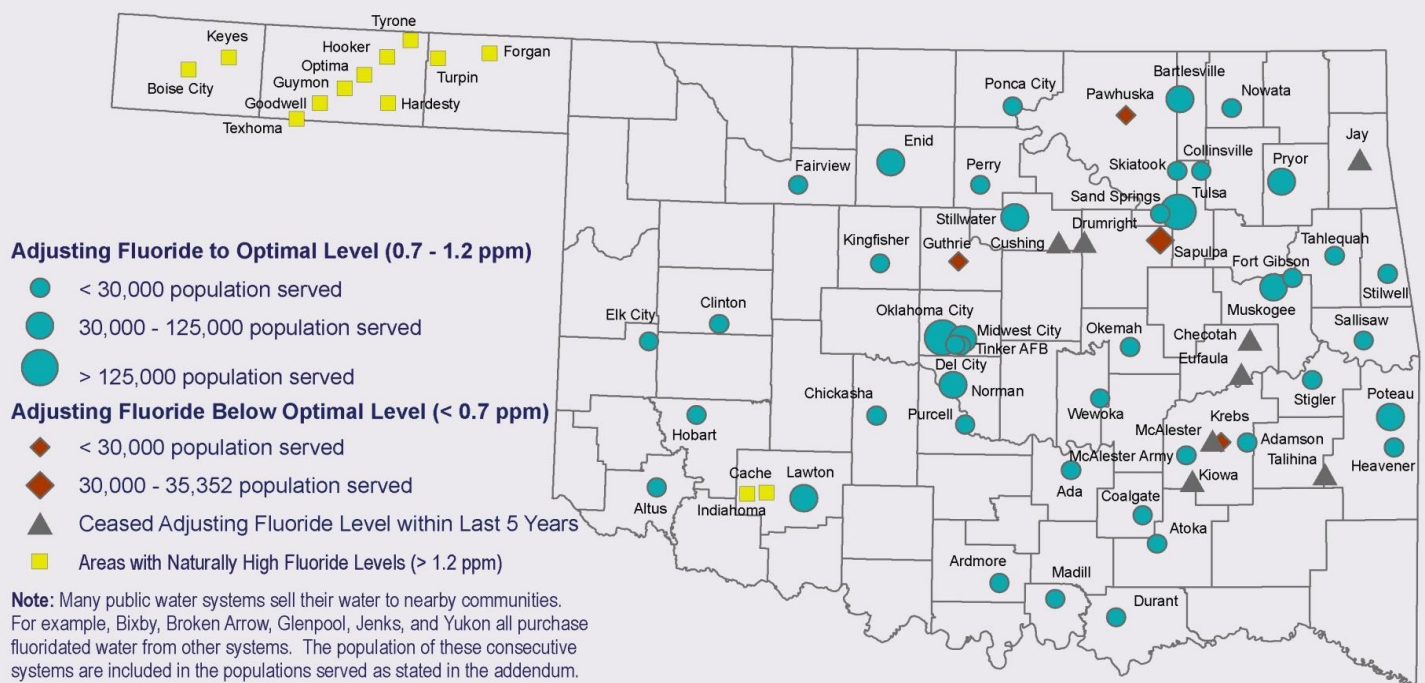 Tyrone
Keyes
Hooker
Forgan
Optima
Turpin
Boise City
Guymon
Goodwell
Hardesty
Texhoma
Bartlesville
Ponca City
Pawhuska
Nowata
Jay
Enid
Collinsville
Fairview
Perry
Skiatook
Pryor
Sand Springs
Tulsa
Stillwater
Drumright
Kingfisher
Guthrie
Cushing
Sapulpa
Tahlequah
Fort Gibson
Stilwell
Muskogee
Clinton
Oklahoma City
Elk City
Midwest City
Okemah
Checotah
Sallisaw
Tinker AFB
Eufaula
Del City
Chickasha
Norman
Stigler
Poteau
Purcell
Wewoka
Krebs
Hobart
McAlester
Adamson
McAlester Army
Talihina
Heavener
Cache
Lawton
Kiowa
Ada
Coalgate
Altus
Indiahoma
Atoka
Ardmore
Madill
Durant
Adjusting Fluoride to Optimal Level (0.7 - 1.2 ppm)
< 30,000 population served
30,000 - 125,000 population served
> 125,000 population served
Adjusting Fluoride Below Optimal Level (< 0.7 ppm)
< 30,000 population served
30,000 - 35,352 population served
Ceased Adjusting Fluoride Level within Last 5 Years
Areas with Naturally High Fluoride Levels (> 1.2 ppm)
Note: Many public water systems sell their water to nearby communities.
For example, Bixby, Broken Arrow, Glenpool, Jenks, and Yukon all purchase
fluoridated water from other systems. The population of these consecutive
systems are included in the populations served as stated in the addendum.